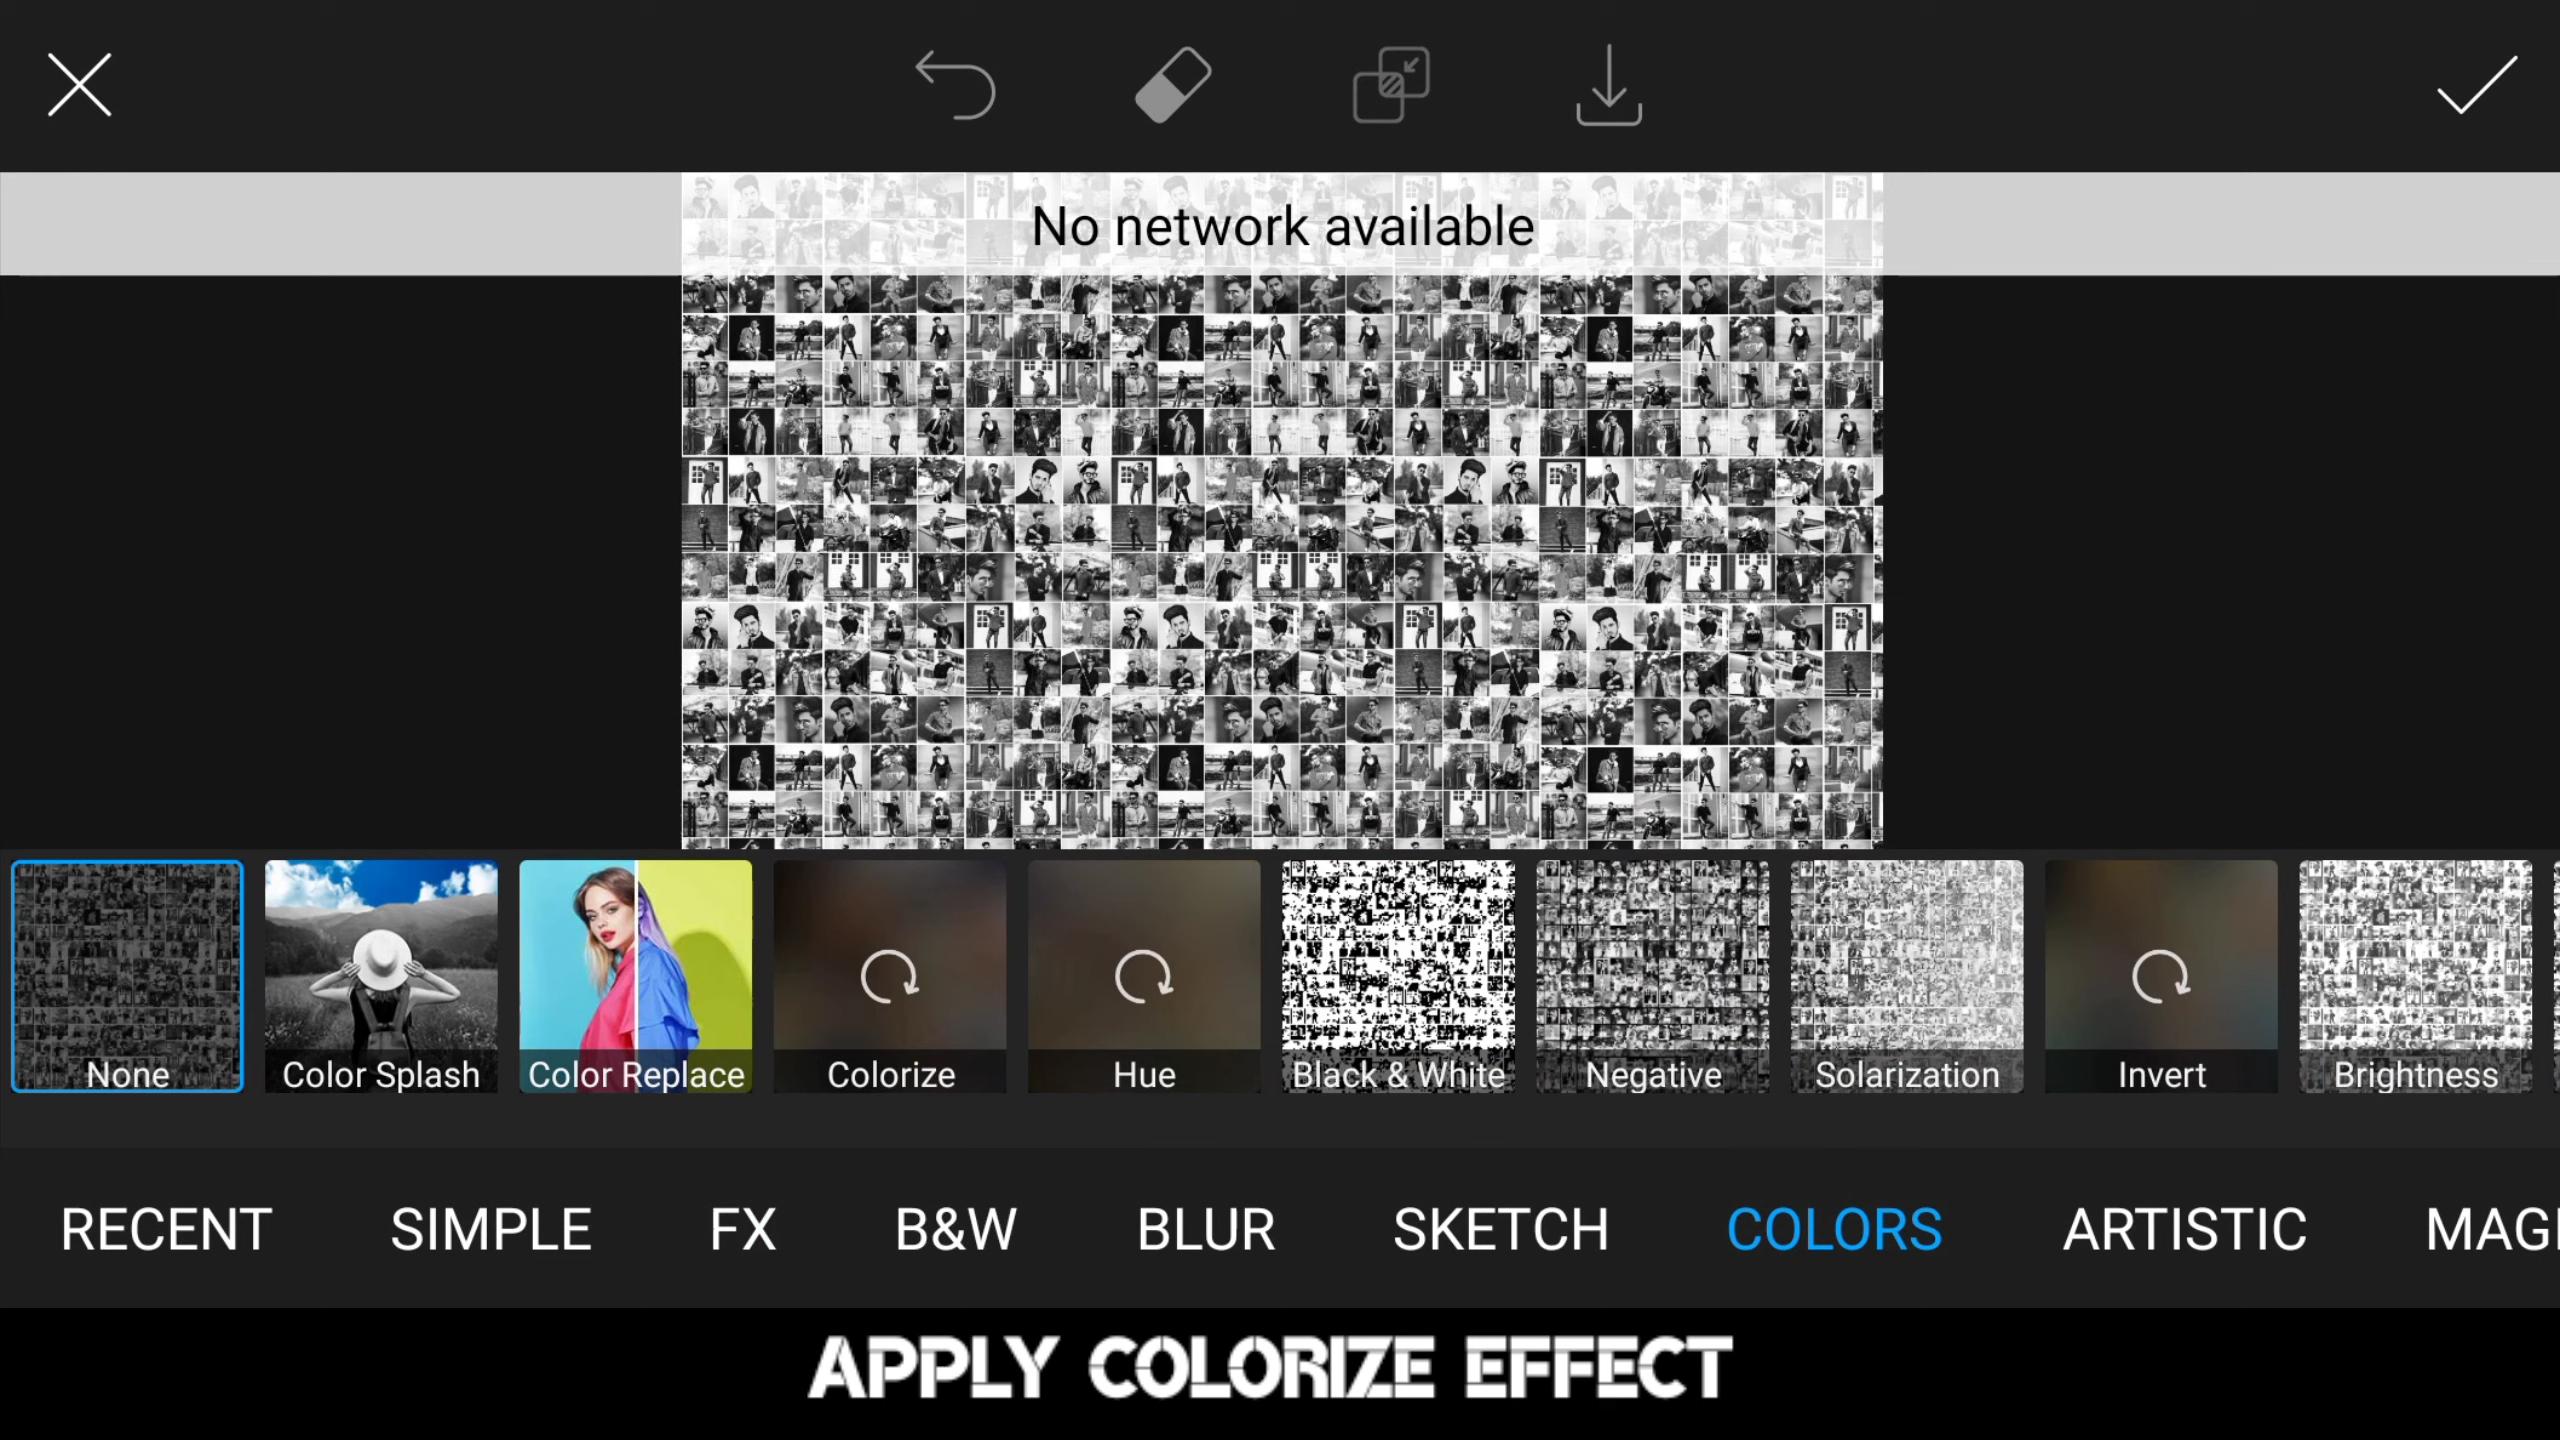 No network available
None
Color Splash
Color Replace
Colorize
Hue
Black & White
Negative
Solarization
Invert
Brightness
RECENT SIMPLE FX B&W BLUR SKETCH COLORS ARTISTIC MAGI
APPLY COLORIZE EFFECT